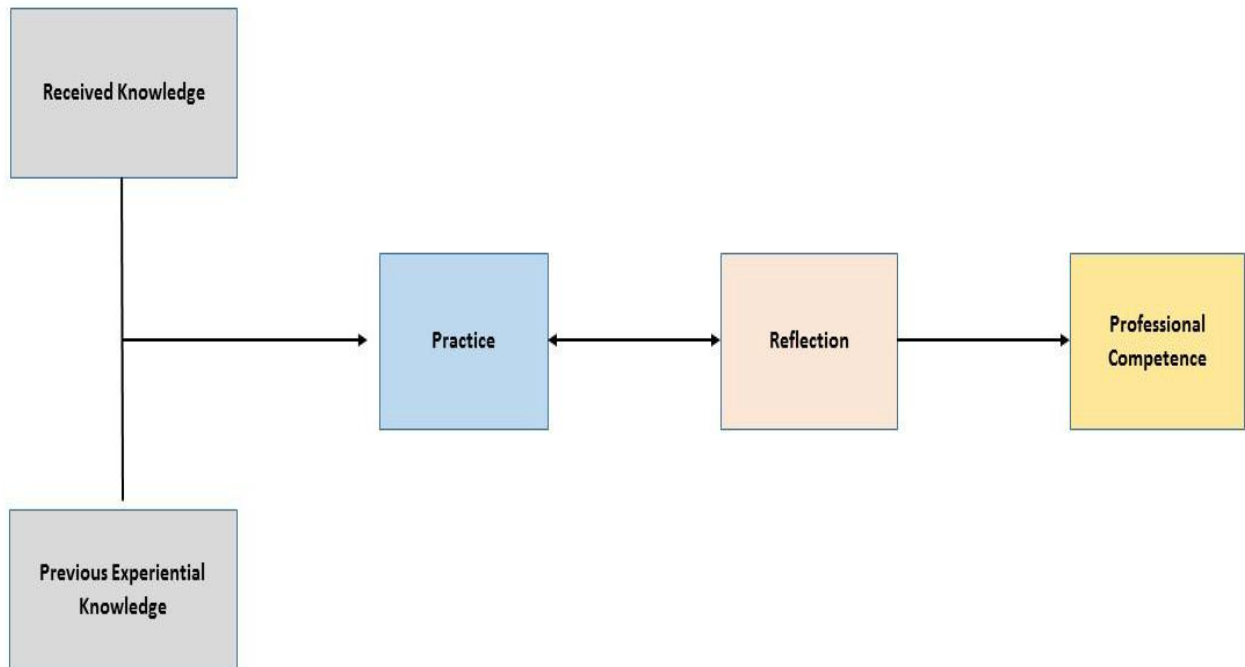 Received Knowledge
Practice
Reflection
Professional
Competence
Previous Experiential
Knowledge